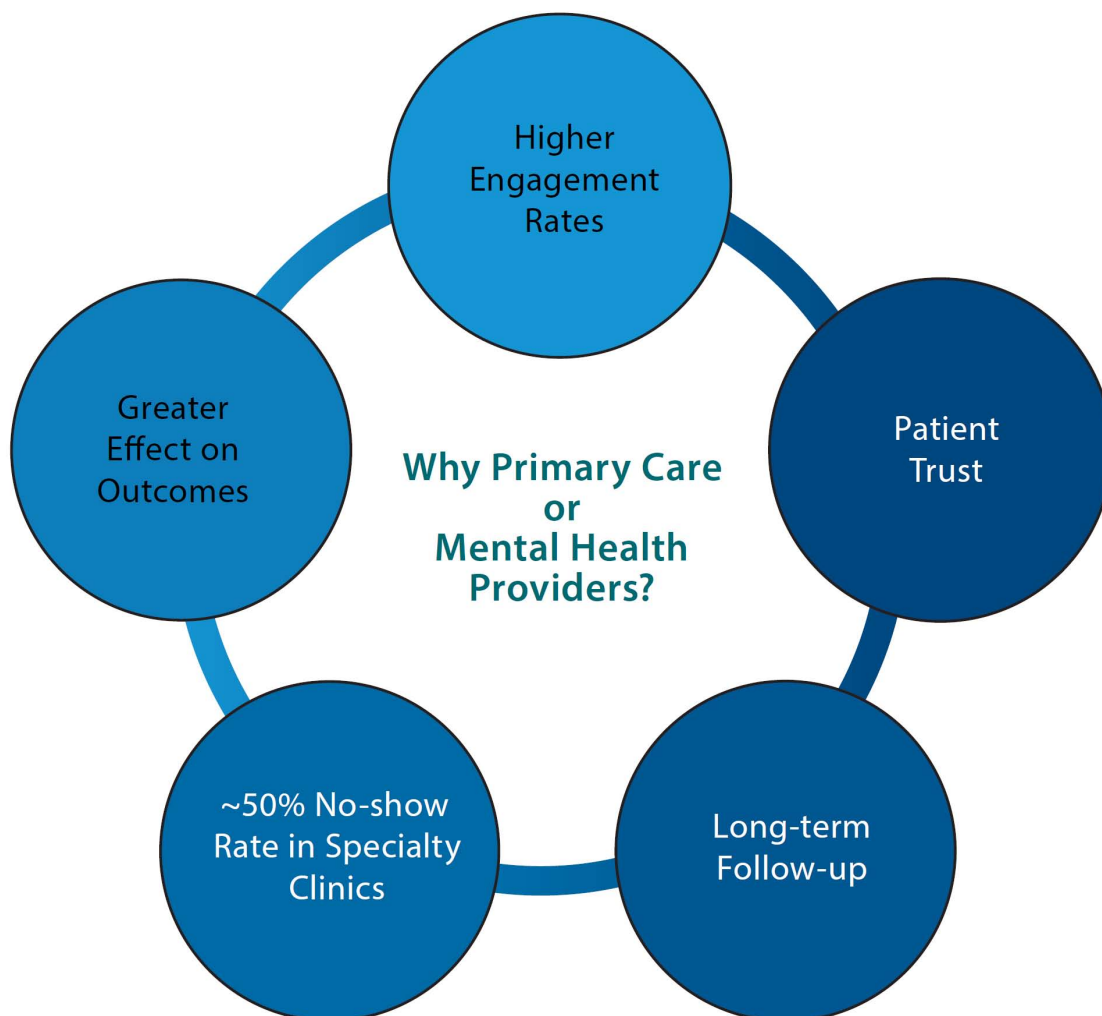 Higher
Engagement
Rates
Patient
Trust
Long-term
Follow-up
~50% No-show
Rate in Specialty
Clinics
Greater
Effect on
Outcomes
Why Primary Care
or
Mental Health
Providers?